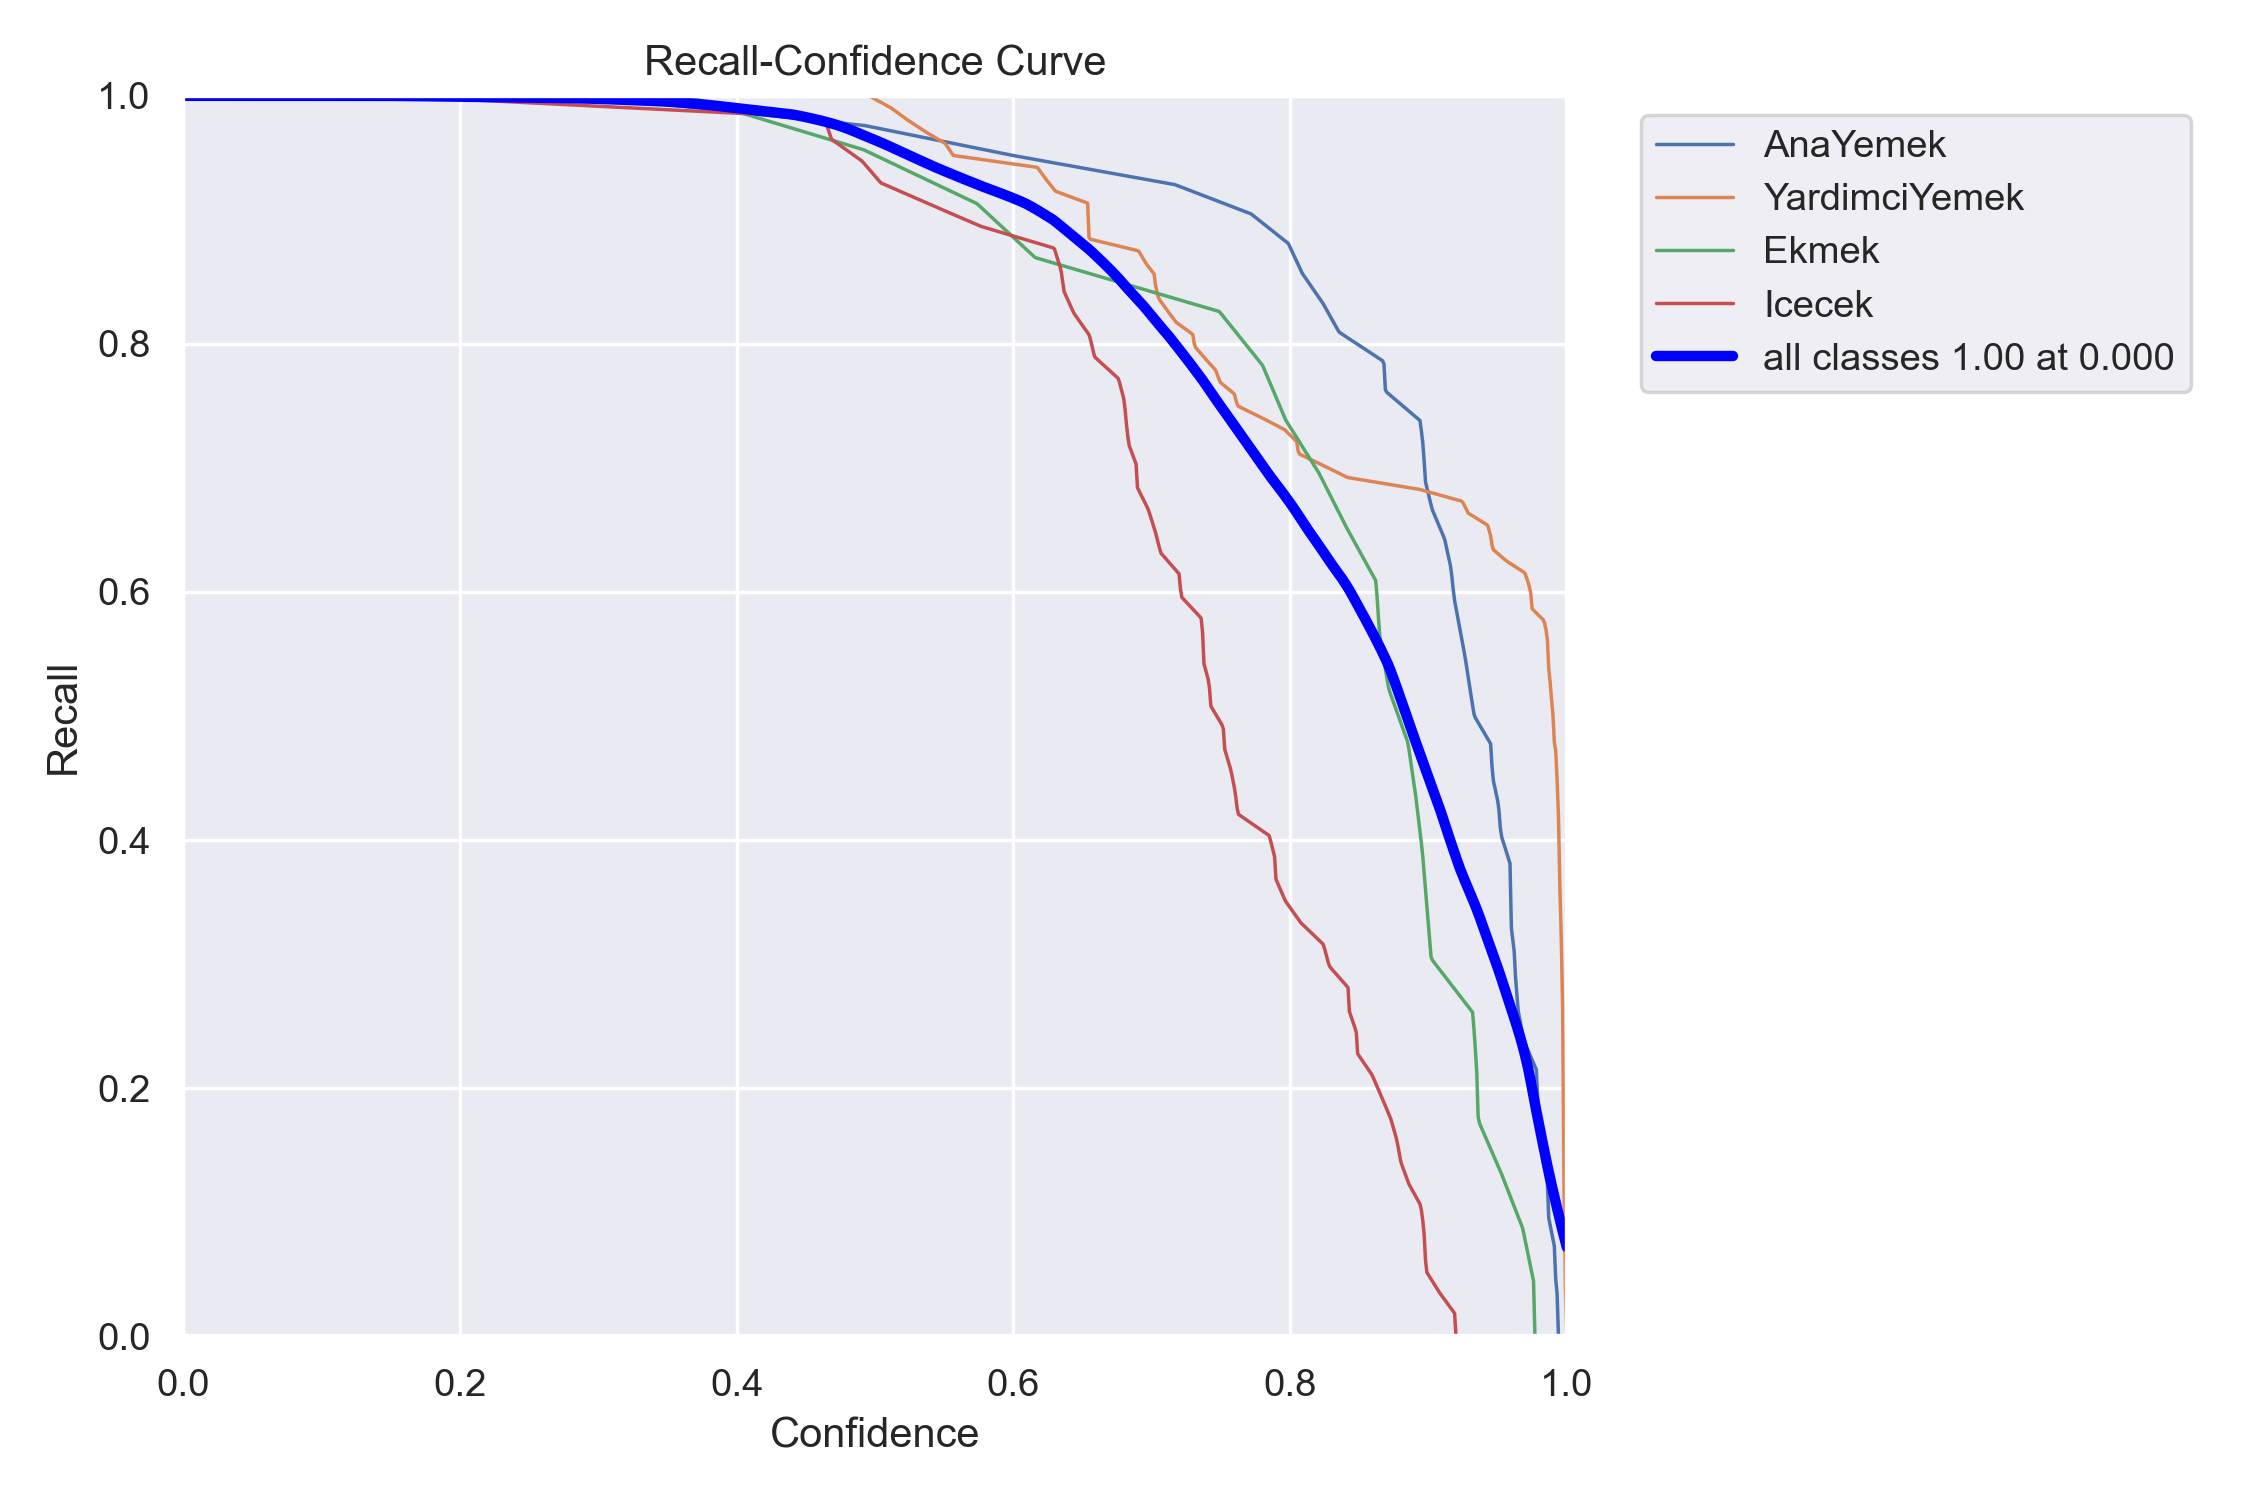 Recall-Confidence Curve
1.0
0.8
0.6
0.4
0.2
0.0
Recall
0.0 0.2 0.4 0.6 0.8 1.0
Confidence
AnaYemek
YardimciYemek
Ekmek
Icecek
all classes 1.00 at 0.000